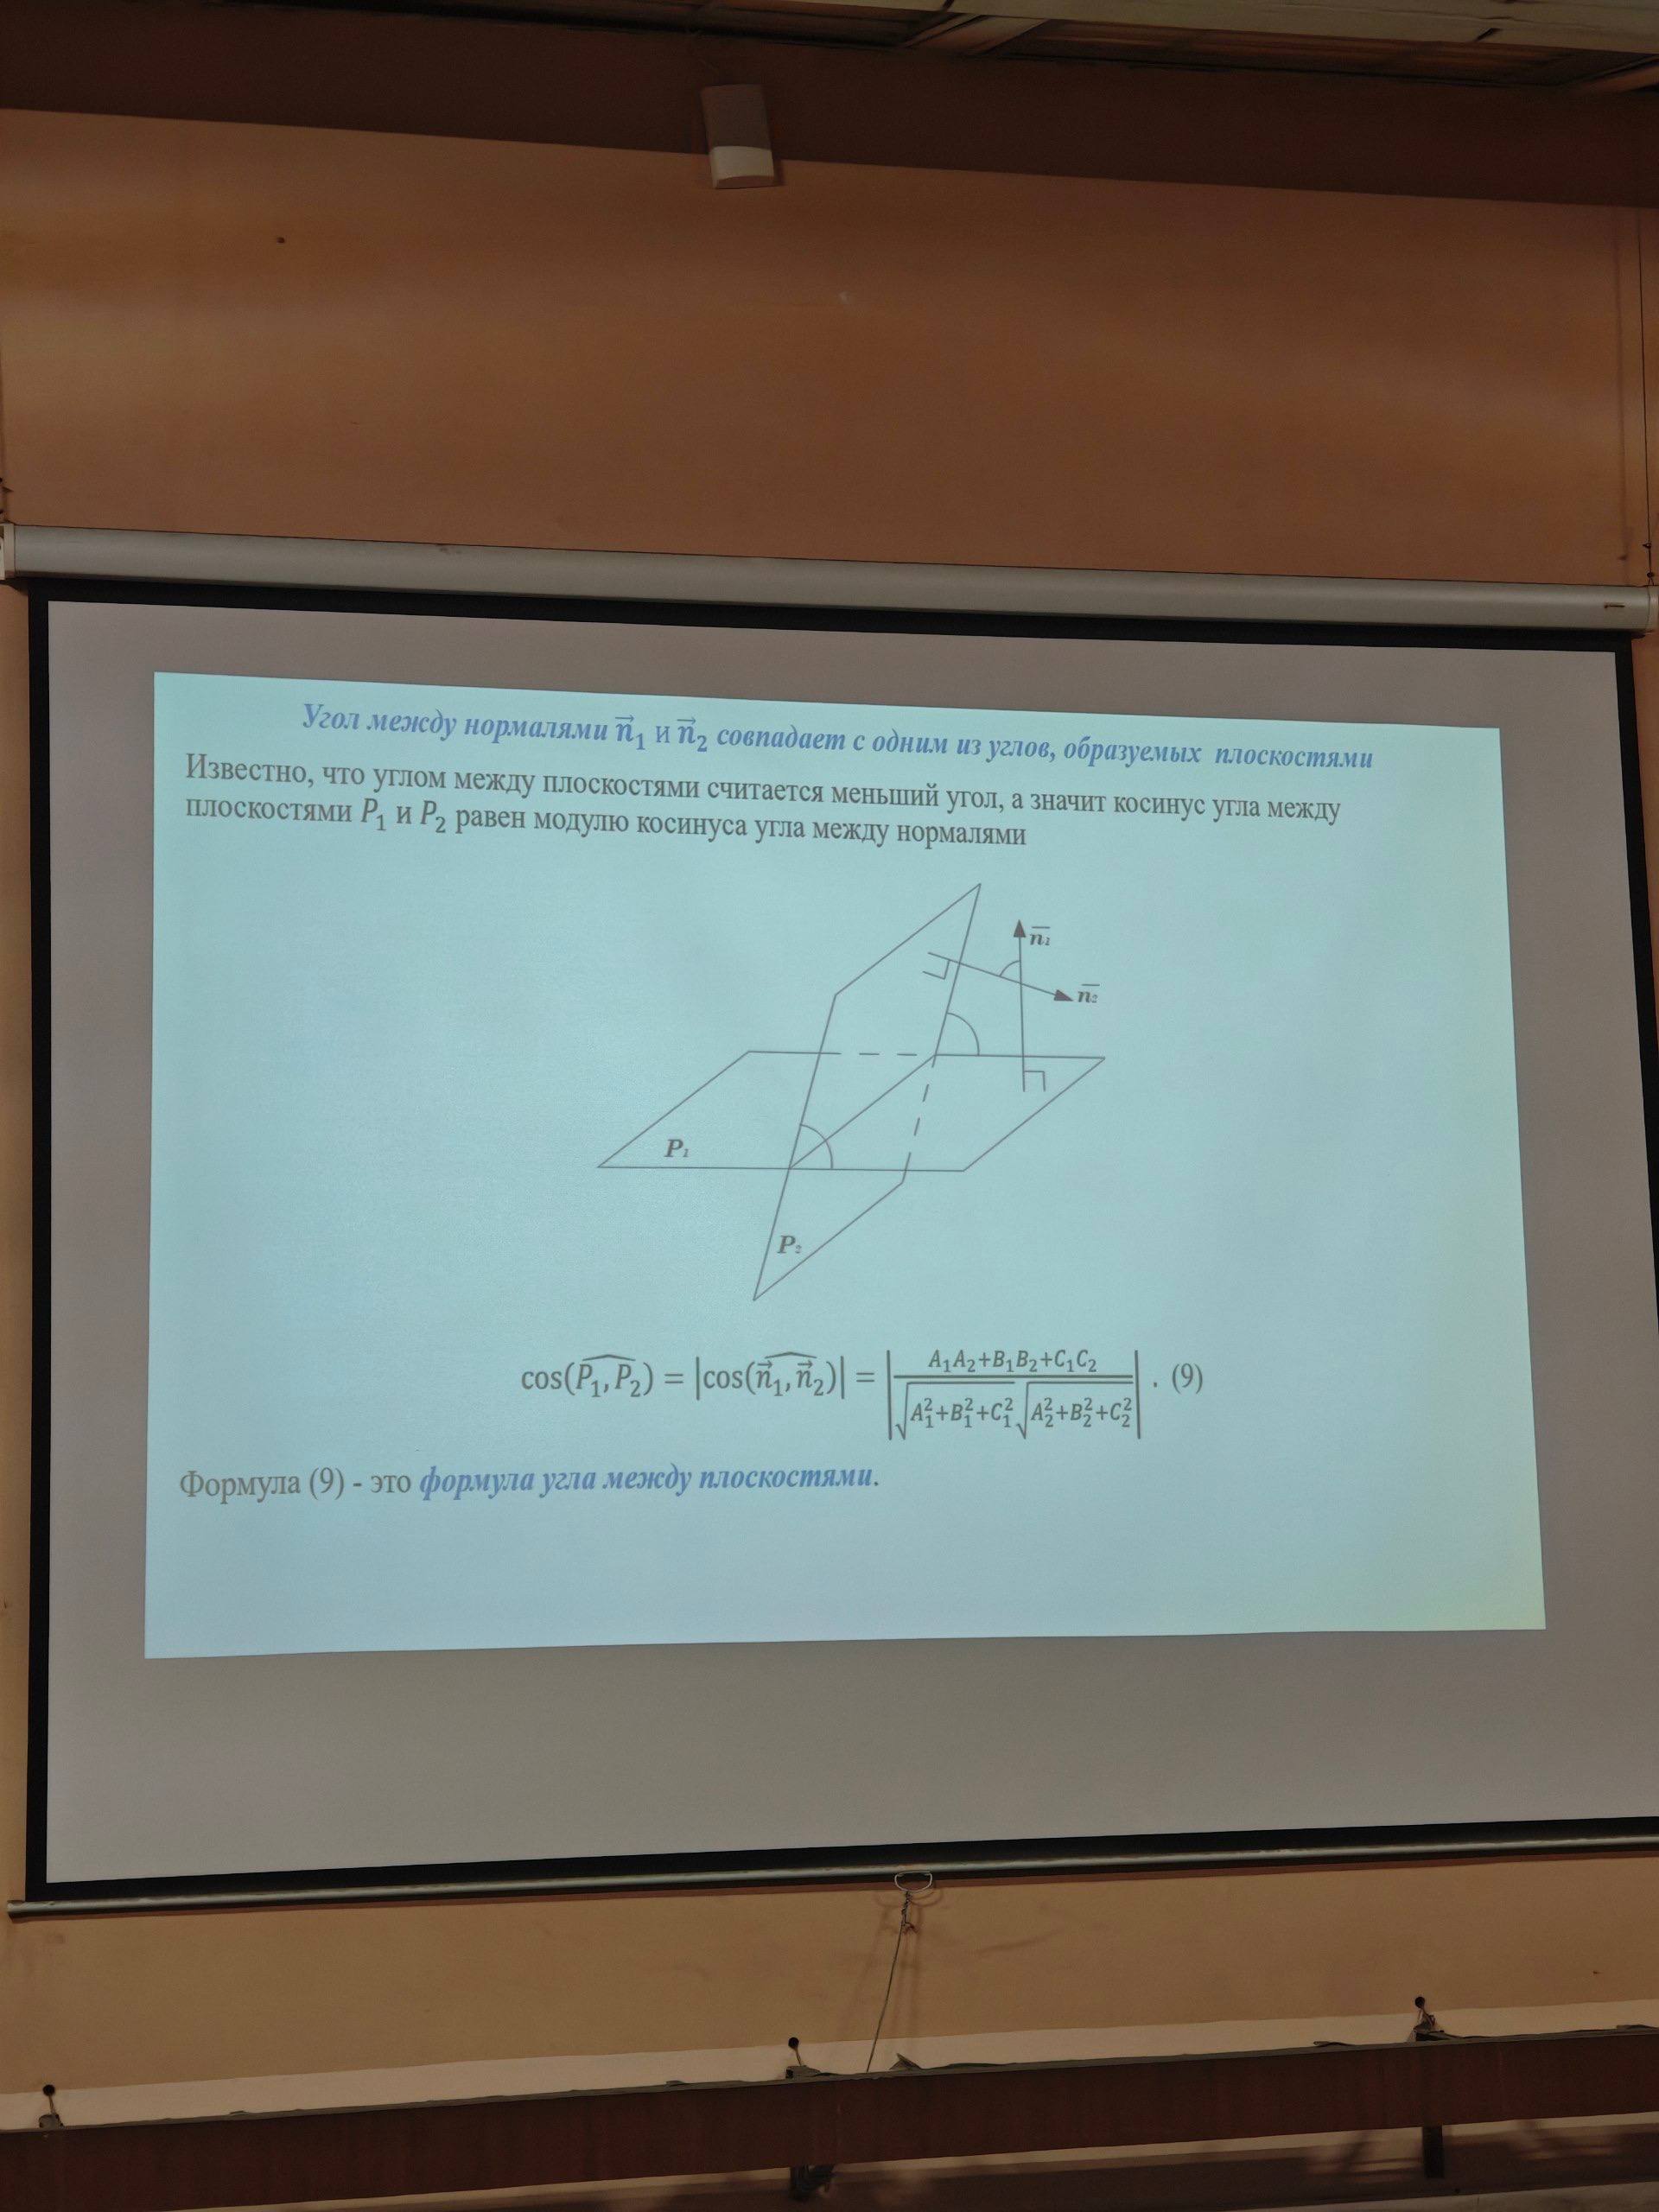 Угол между нормалями n⃗₁ и n⃗₂ совпадает с одним из углов, образуемых плоскостями
Известно, что углом между плоскостями считается меньший угол, а значит косинус угла между
плоскостями P₁ и P₂ равен модулю косинуса угла между нормалями
n̅₁
n̅₂
P₁
P₂
cos(P₁,P₂^) = |cos(n⃗₁,n⃗₂^)| = |(A₁A₂+B₁B₂+C₁C₂)/(√(A₁²+B₁²+C₁²)√(A₂²+B₂²+C₂²))| . (9)
Формула (9) - это формула угла между плоскостями.